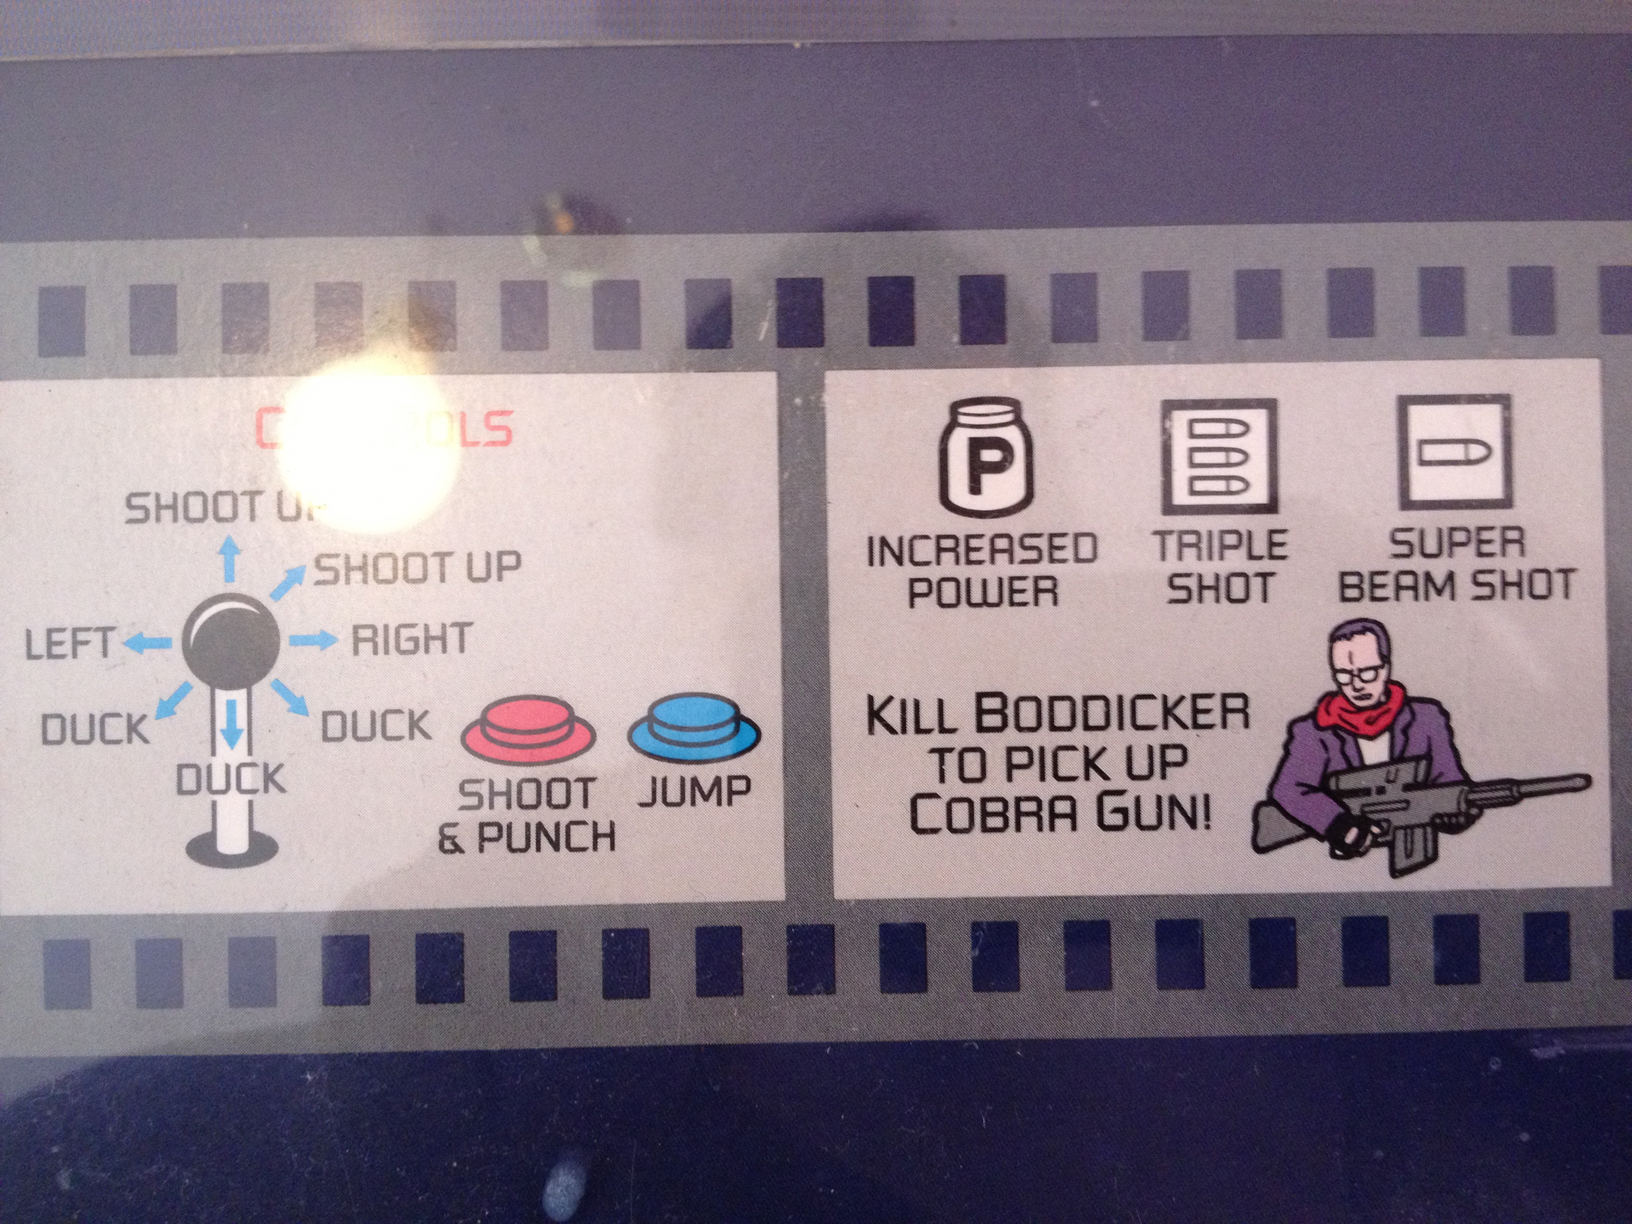 SHOOT
SHOOT UP
LEFT
RIGHT
DUCK
DUCK
DUCK
SHOOT
& PUNCH
JUMP
P
INCREASED
POWER
TRIPLE
SHOT
SUPER
BEAM SHOT
KILL BODDICKER
TO PICK UP
COBRA GUN!